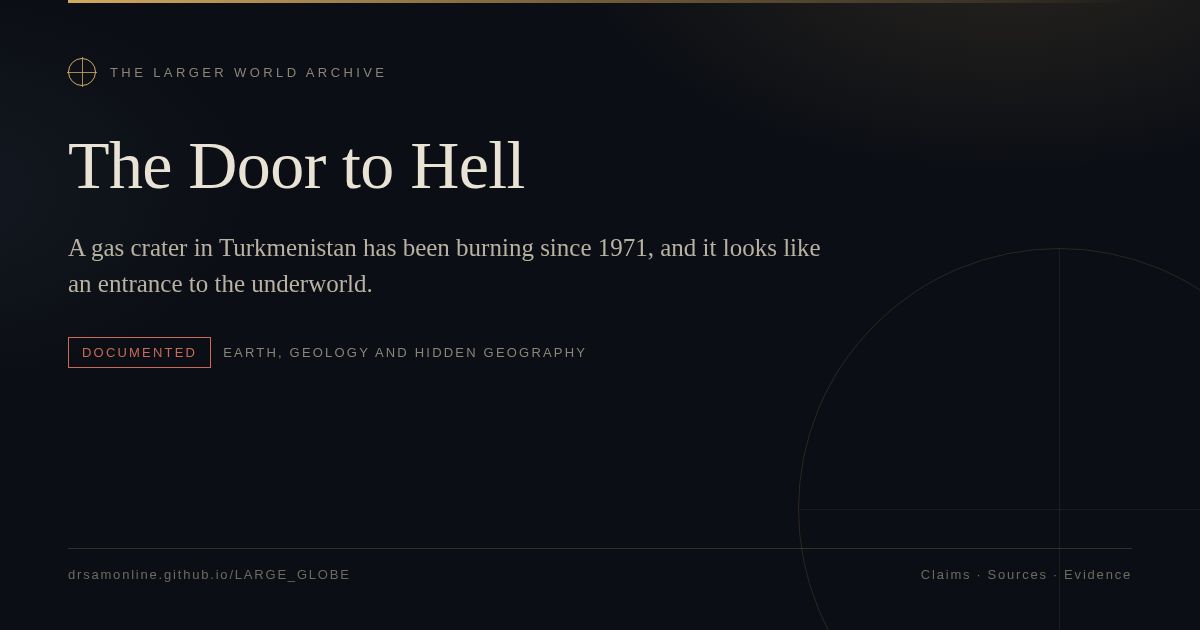 THE LARGER WORLD ARCHIVE
The Door to Hell
A gas crater in Turkmenistan has been burning since 1971, and it looks like
an entrance to the underworld.
DOCUMENTED EARTH, GEOLOGY AND HIDDEN GEOGRAPHY
drsamonline.github.io/LARGE_GLOBE
Claims · Sources · Evidence